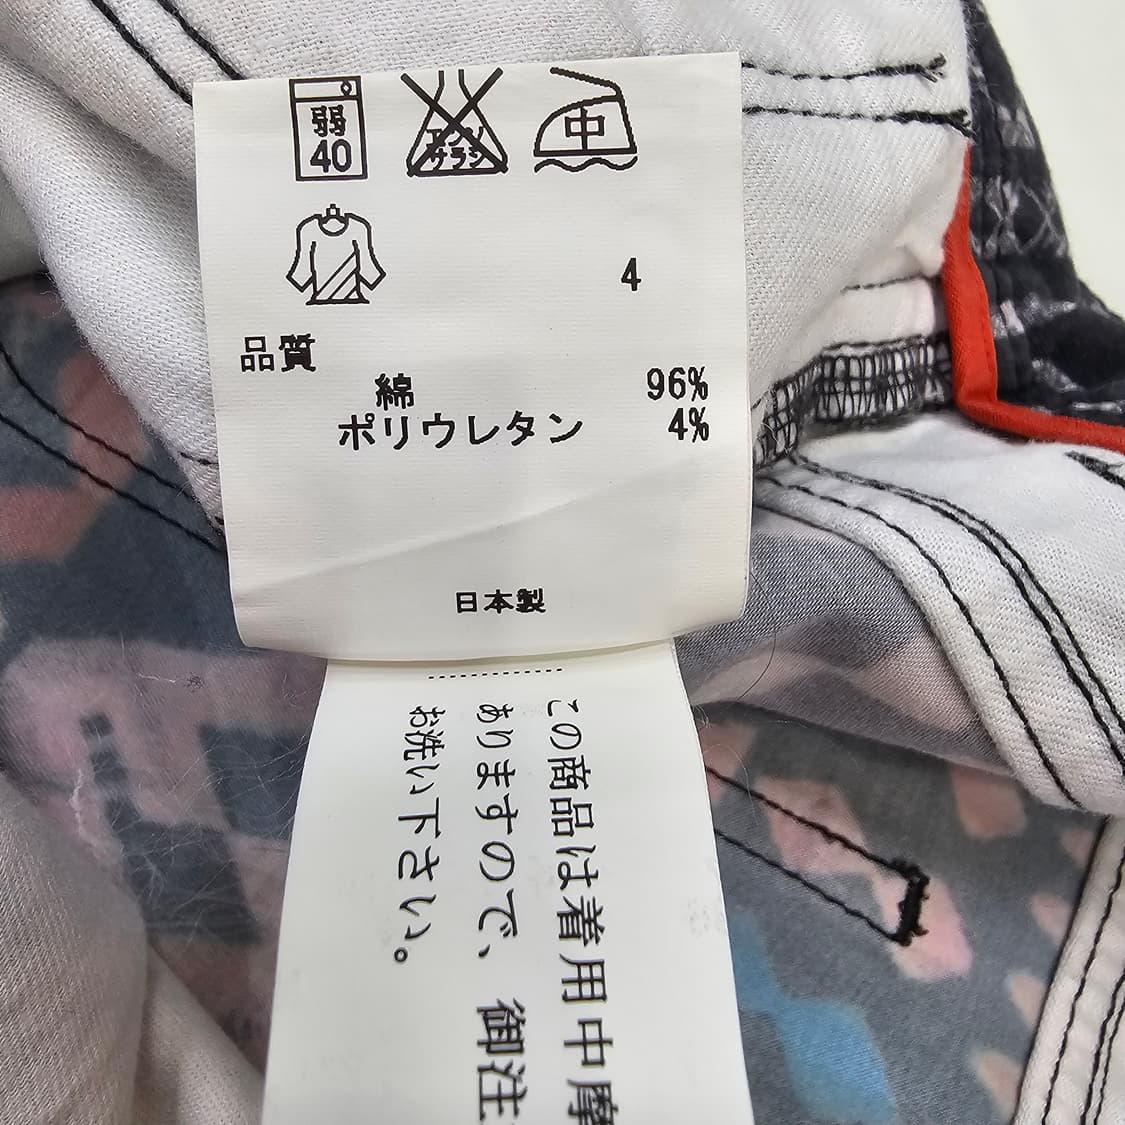 弱
40
エンソ
サラシ
中
4
品質
綿 96%
ポリウレタン 4%
日本製
この商品は着用中摩
ありますので、御注
お洗い下さい。